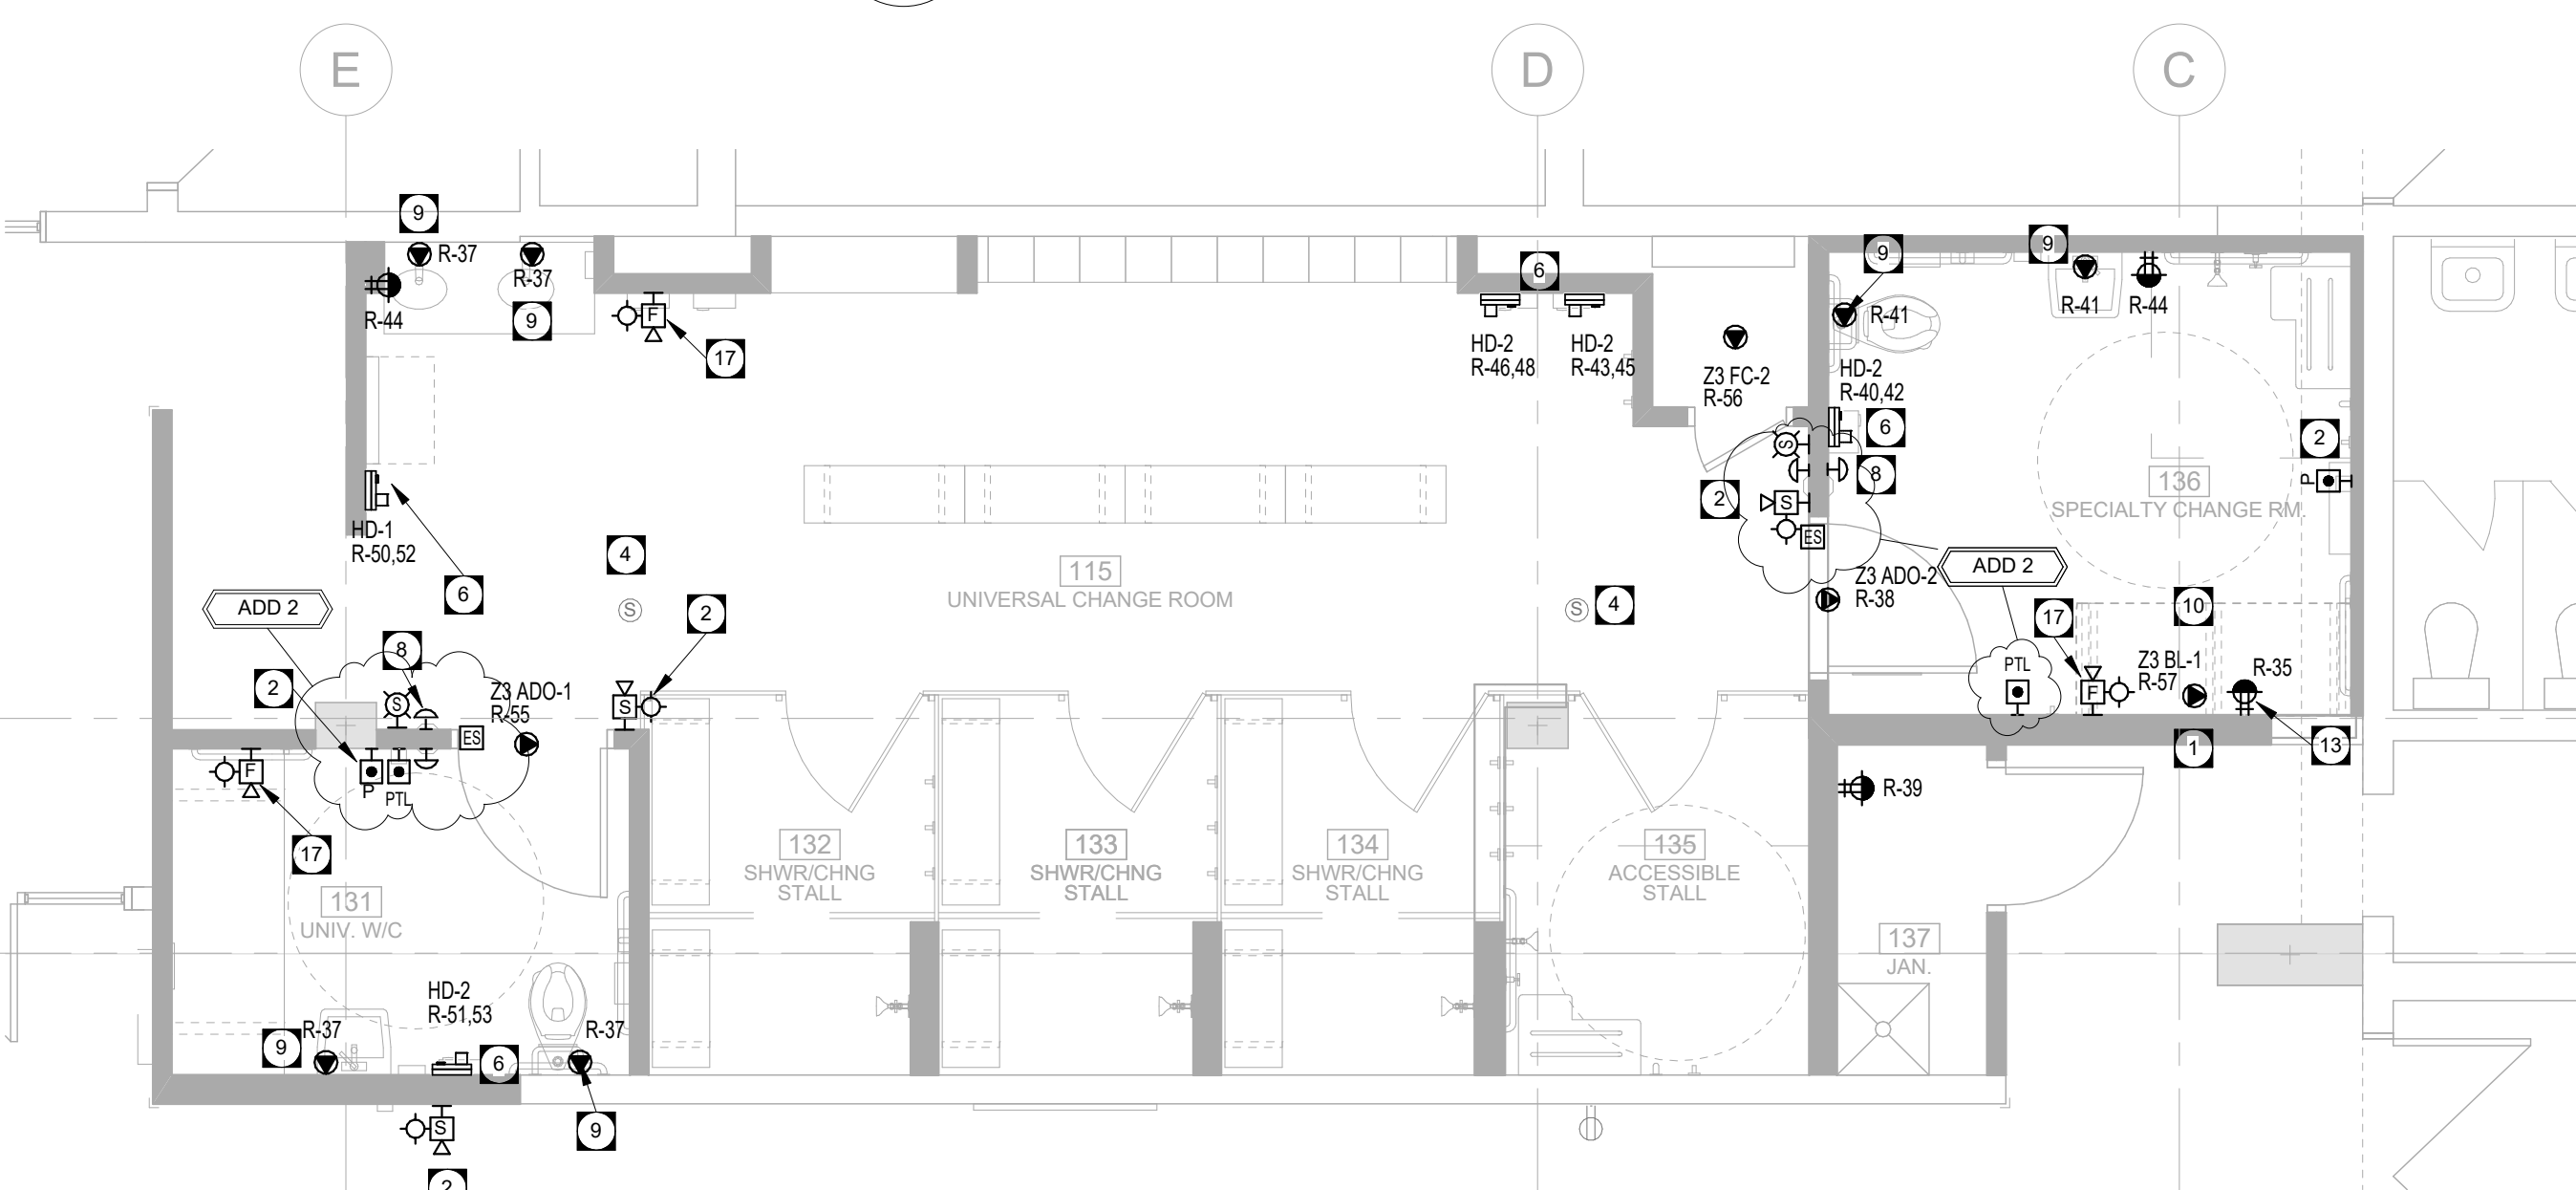 E
D
C
9
R-37
R-37
9
R-44
F
17
6
HD-2
R-46,48
HD-2
R-43,45
Z3 FC-2
R-56
9
R-41
9
R-41
R-44
HD-2
R-40,42
6
8
S
2
S
ES
2
P
136
SPECIALTY CHANGE RM.
HD-1
R-50,52
6
4
S
115
UNIVERSAL CHANGE ROOM
S
4
Z3 ADO-2
R-38
ADD 2
ADD 2
2
8
S
Z3 ADO-1
R-55
ES
2
S
P
PTL
F
17
PTL
17
F
10
Z3 BL-1
R-57
R-35
1
13
R-39
132
SHWR/CHNG
STALL
133
SHWR/CHNG
STALL
134
SHWR/CHNG
STALL
135
ACCESSIBLE
STALL
131
UNIV. W/C
137
JAN.
HD-2
R-51,53
9
R-37
6
R-37
9
S
2